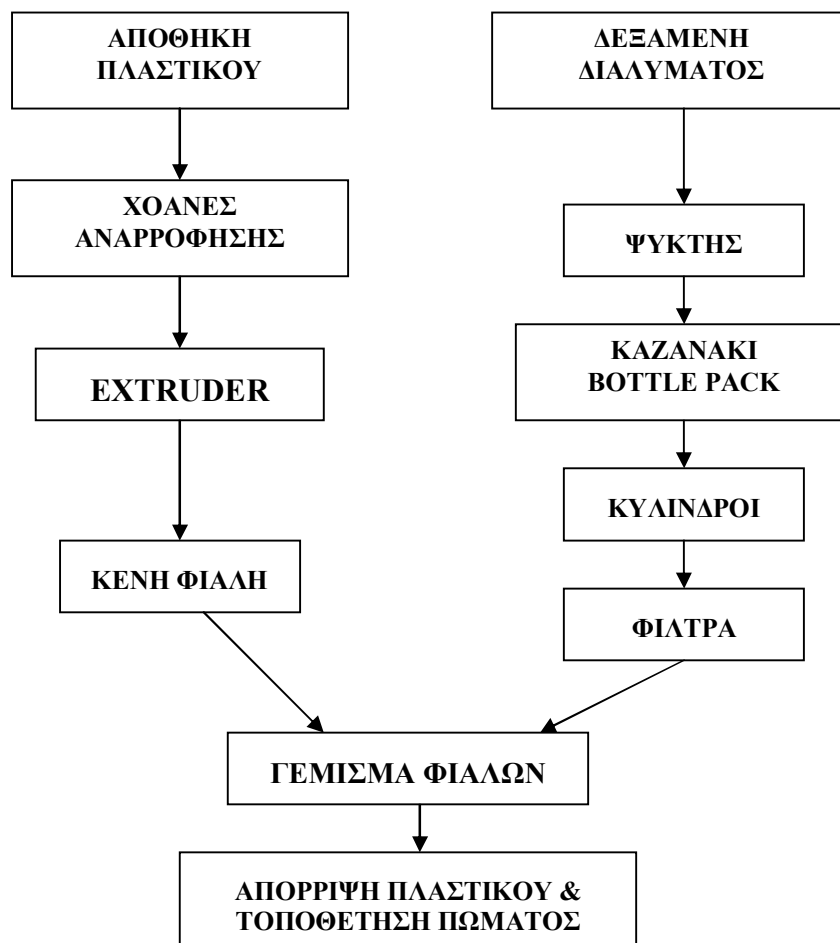 ΑΠΟΘΗΚΗ
ΠΛΑΣΤΙΚΟΥ
ΔΕΞΑΜΕΝΗ
ΔΙΑΛΥΜΑΤΟΣ
ΧΟΑΝΕΣ
ΑΝΑΡΡΟΦΗΣΗΣ
ΨΥΚΤΗΣ
EXTRUDER
ΚΑΖΑΝΑΚΙ
BOTTLE PACK
ΚΥΛΙΝΔΡΟΙ
ΚΕΝΗ ΦΙΑΛΗ
ΦΙΛΤΡΑ
ΓΕΜΙΣΜΑ ΦΙΑΛΩΝ
ΑΠΟΡΡΙΨΗ ΠΛΑΣΤΙΚΟΥ &
ΤΟΠΟΘΕΤΗΣΗ ΠΩΜΑΤΟΣ